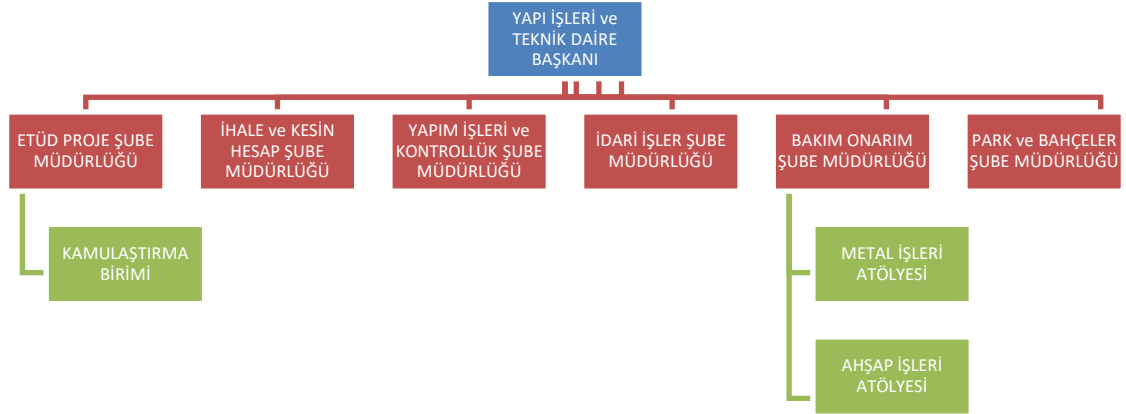 YAPI İŞLERİ ve
TEKNİK DAİRE
BAŞKANI
ETÜD PROJE ŞUBE
MÜDÜRLÜĞÜ
İHALE ve KESİN
HESAP ŞUBE
MÜDÜRLÜĞÜ
YAPIM İŞLERİ ve
KONTROLLÜK ŞUBE
MÜDÜRLÜĞÜ
İDARİ İŞLER ŞUBE
MÜDÜRLÜĞÜ
BAKIM ONARIM
ŞUBE MÜDÜRLÜĞÜ
PARK ve BAHÇELER
ŞUBE MÜDÜRLÜĞÜ
KAMULAŞTIRMA
BİRİMİ
METAL İŞLERİ
ATÖLYESİ
AHŞAP İŞLERİ
ATÖLYESİ